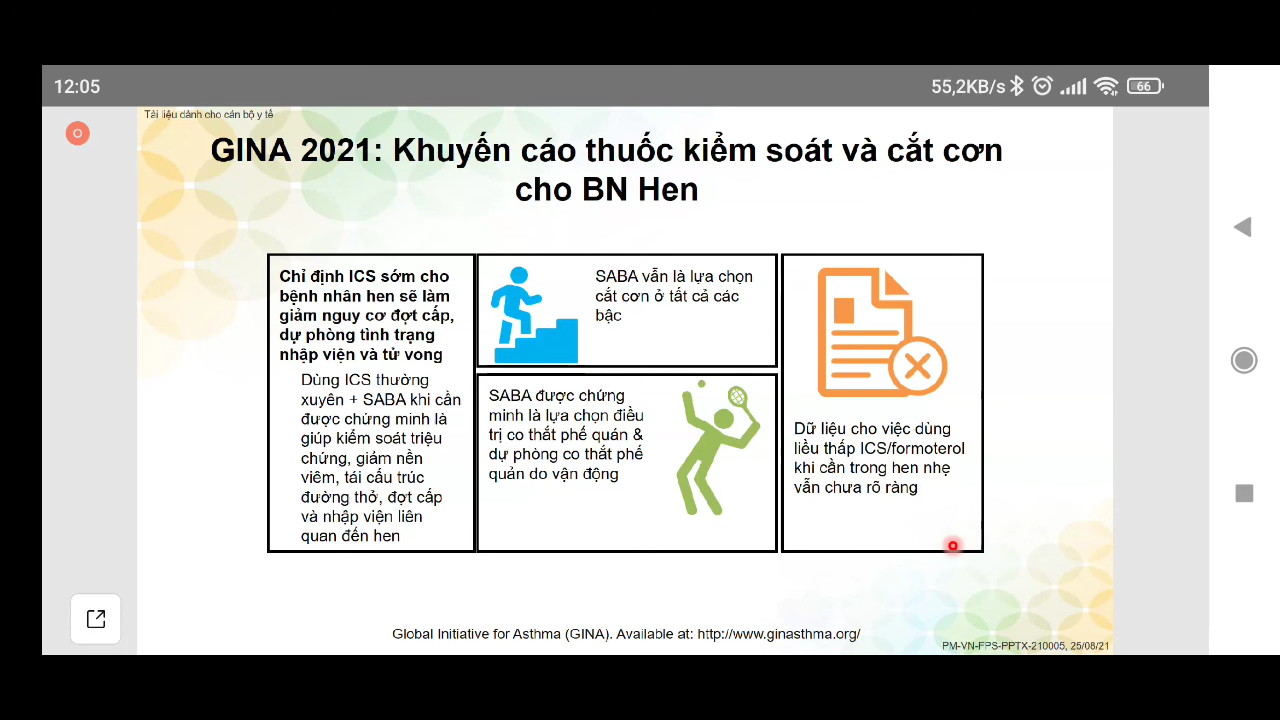 12:05
55,2KB/s
66
Tài liệu dành cho cán bộ y tế
GINA 2021: Khuyến cáo thuốc kiểm soát và cắt cơn
cho BN Hen
Chỉ định ICS sớm cho
bệnh nhân hen sẽ làm
giảm nguy cơ đợt cấp,
dự phòng tình trạng
nhập viện và tử vong
Dùng ICS thường
xuyên + SABA khi cần
được chứng minh là
giúp kiểm soát triệu
chứng, giảm nền
viêm, tái cấu trúc
đường thở, đợt cấp
và nhập viện liên
quan đến hen
SABA vẫn là lựa chọn
cắt cơn ở tất cả các
bậc
SABA được chứng
minh là lựa chọn điều
trị co thắt phế quán &
dự phòng co thắt phế
quản do vận động
Dữ liệu cho việc dùng
liều thấp ICS/formoterol
khi cần trong hen nhẹ
vẫn chưa rõ ràng
Global Initiative for Asthma (GINA). Available at: http://www.ginasthma.org/
PM-VN-FPS-PPTX-210005, 25/08/21